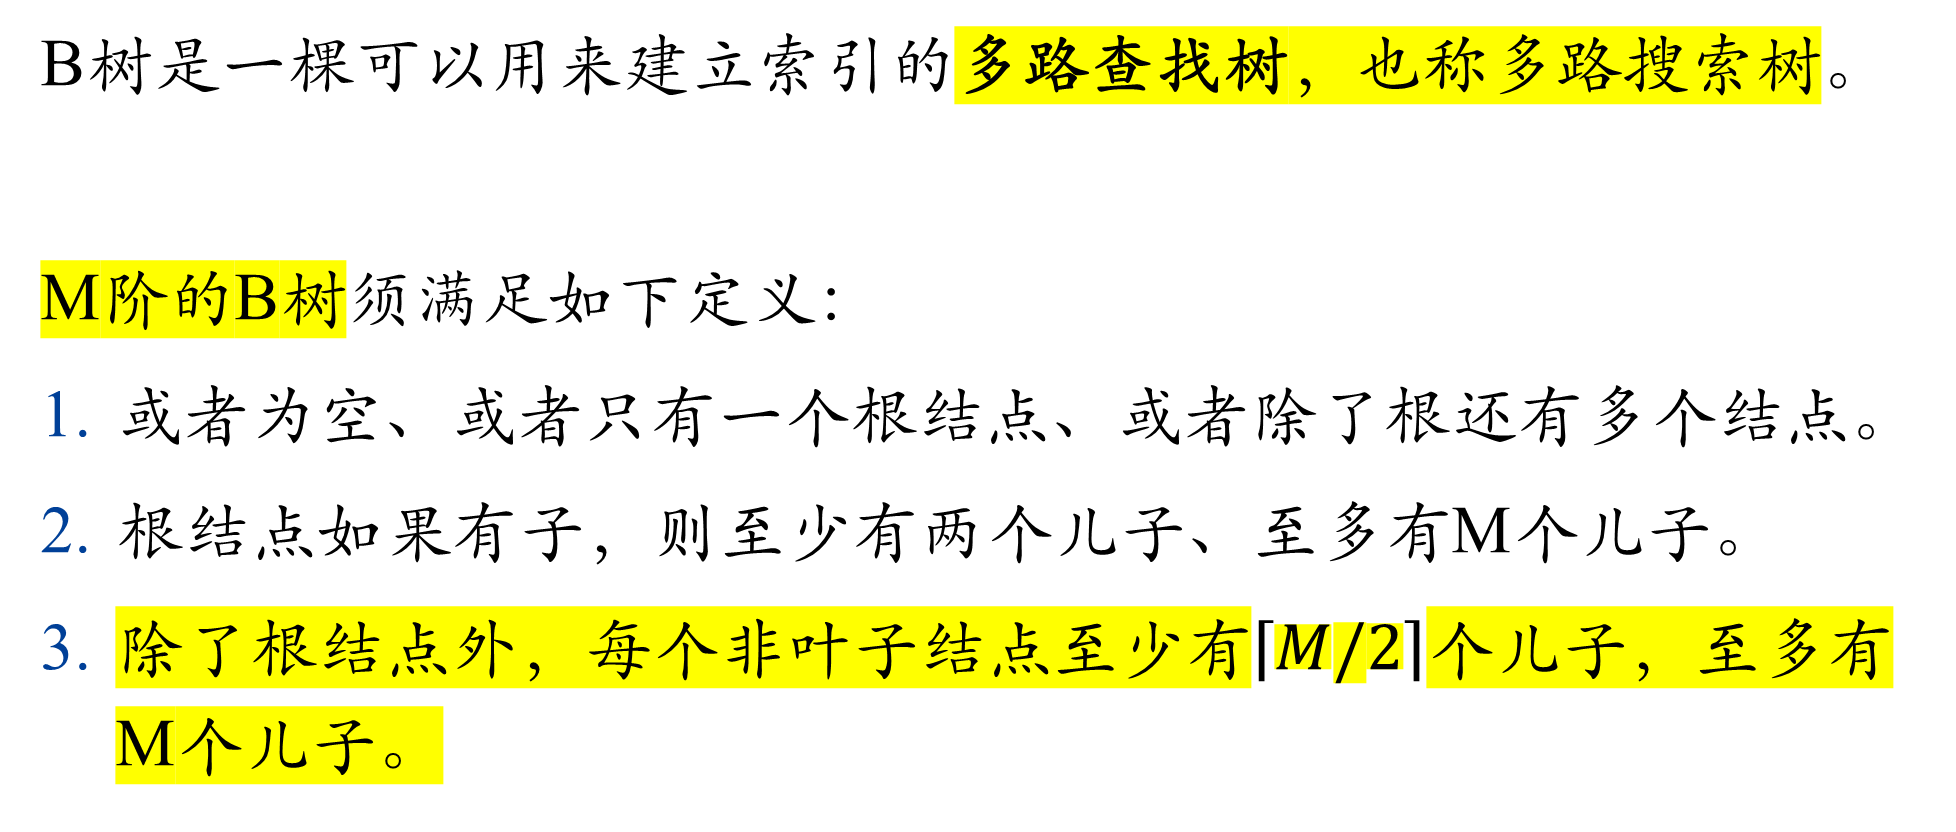 B树是一棵可以用来建立索引的多路查找树，也称多路搜索树。
M阶的B树须满足如下定义：
1. 或者为空、或者只有一个根结点、或者除了根还有多个结点。
2. 根结点如果有子，则至少有两个儿子、至多有M个儿子。
3. 除了根结点外，每个非叶子结点至少有⌈M/2⌉个儿子，至多有
M个儿子。